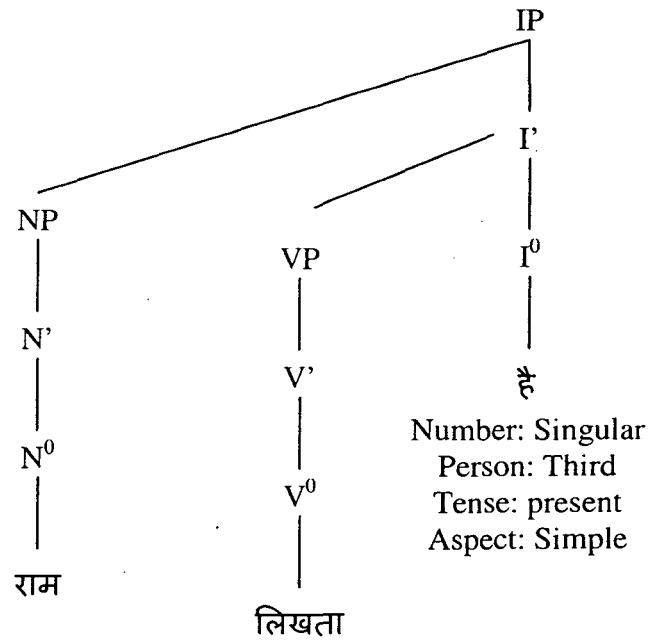 IP
I'
NP
VP
I⁰
N'
V'
है
Number: Singular
N⁰
Person: Third
V⁰
Tense: present
Aspect: Simple
राम
लिखता